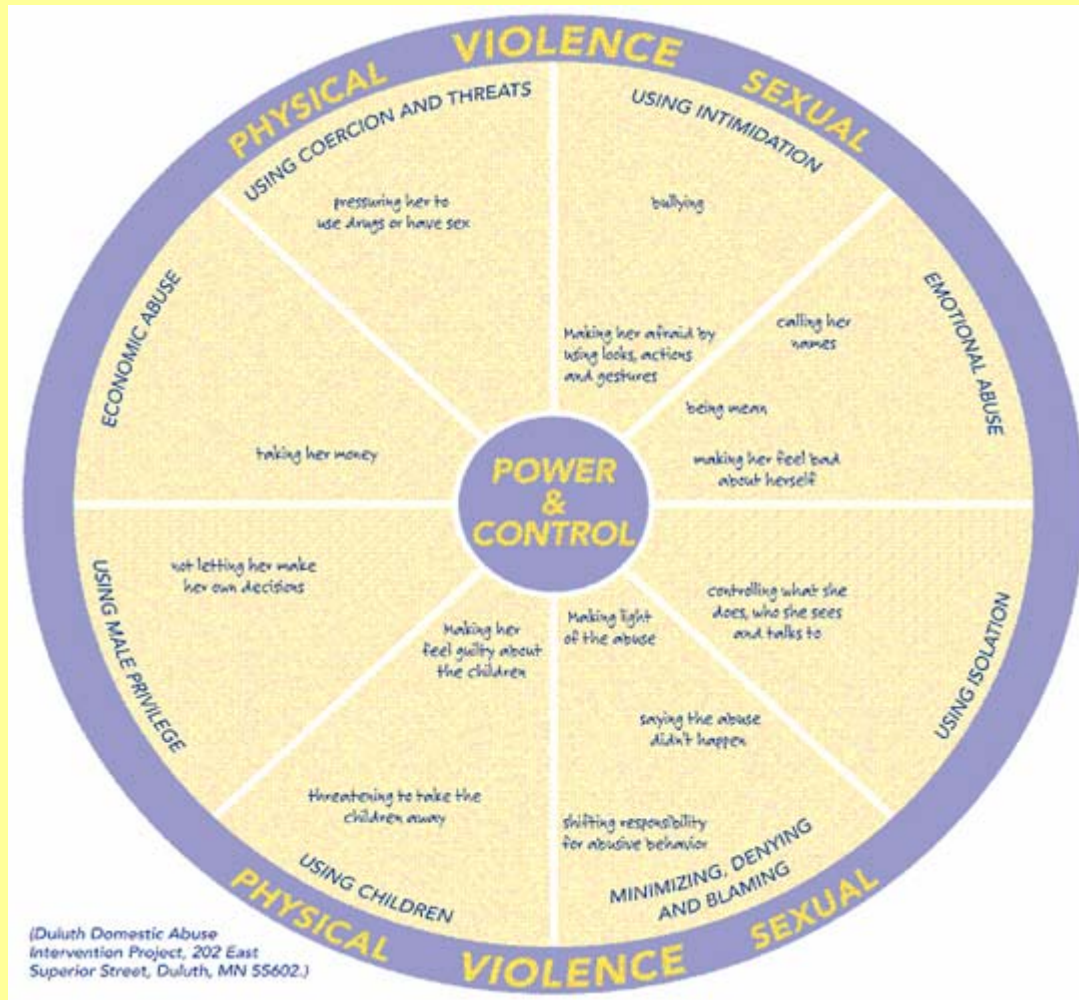 PHYSICAL VIOLENCE SEXUAL
USING COERCION AND THREATS
pressuring her to
use drugs or have sex
USING INTIMIDATION
bullying
Making her afraid by
using looks, actions
and gestures
EMOTIONAL ABUSE
calling her
names
being mean
making her feel bad
about herself
USING ISOLATION
controlling what she
does, who she sees
and talks to
MINIMIZING, DENYING
AND BLAMING
Making light
of the abuse
saying the abuse
didn't happen
shifting responsibility
for abusive behavior
USING CHILDREN
Making her
feel guilty about
the children
threatening to take the
children away
USING MALE PRIVILEGE
not letting her make
her own decisions
ECONOMIC ABUSE
taking her money
POWER
&
CONTROL
PHYSICAL VIOLENCE SEXUAL
(Duluth Domestic Abuse
Intervention Project, 202 East
Superior Street, Duluth, MN 55602.)